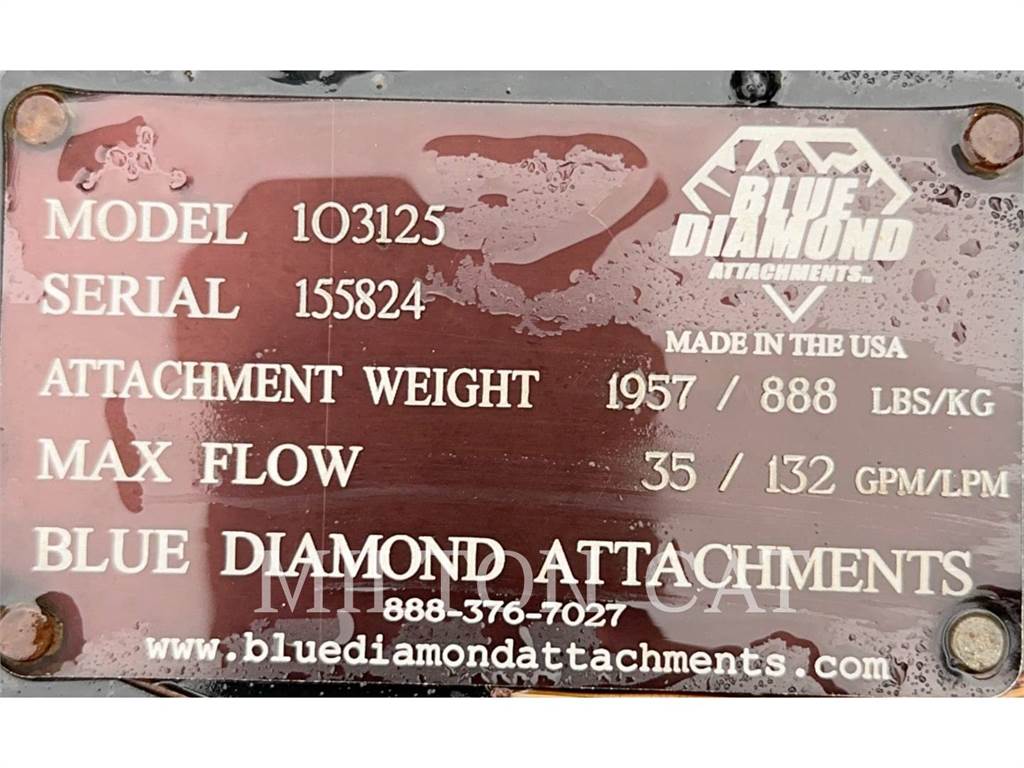 BLUE
DIAMOND
ATTACHMENTS™
MADE IN THE USA
MODEL 103125
SERIAL 155824
ATTACHMENT WEIGHT 1957 / 888 LBS/KG
MAX FLOW 35 / 132 GPM/LPM
BLUE DIAMOND ATTACHMENTS
MILTON CAT
888-376-7027
www.bluediamondattachments.com